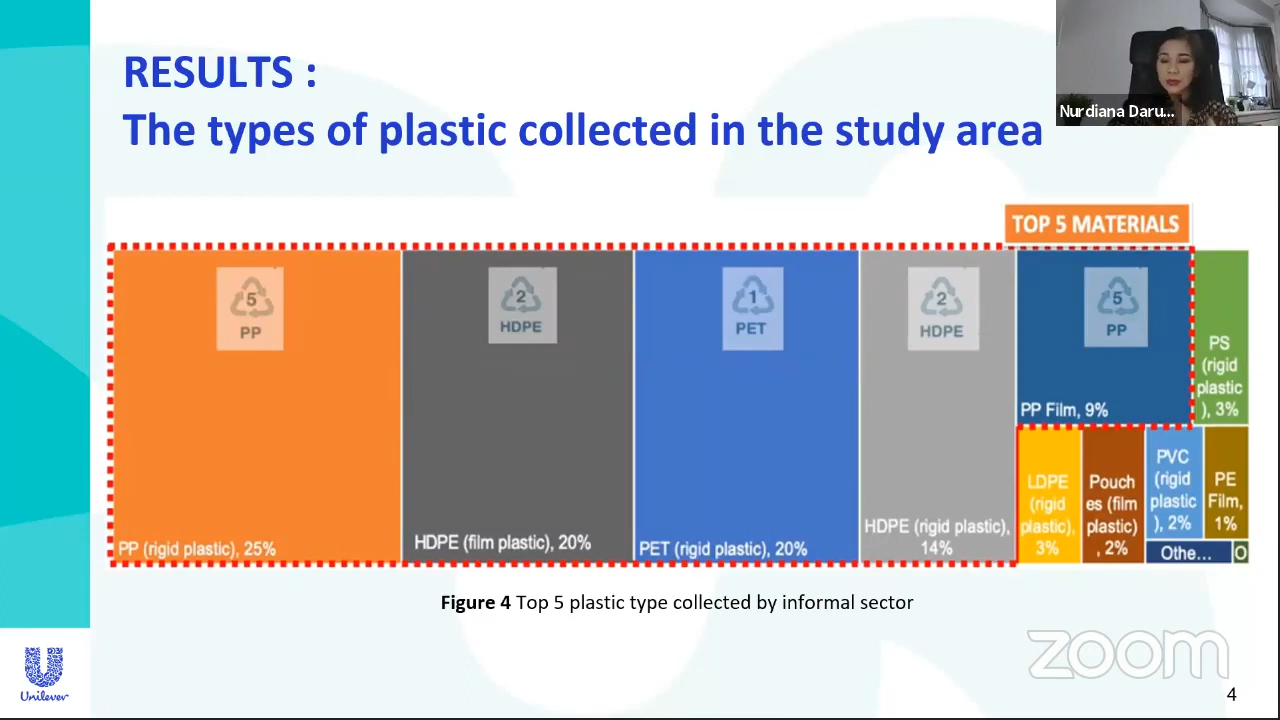 RESULTS :
The types of plastic collected in the study area
Nurdiana Daru...
TOP 5 MATERIALS
5
PP
2
HDPE
1
PET
2
HDPE
5
PP
PP (rigid plastic), 25%
HDPE (film plastic), 20%
PET (rigid plastic), 20%
HDPE (rigid plastic),
14%
PP Film, 9%
PS
(rigid
plastic
), 3%
LDPE
(rigid
plastic),
3%
Pouch
es (film
plastic)
, 2%
PVC
(rigid
plastic
), 2%
PE
Film,
1%
Othe...
O
Figure 4 Top 5 plastic type collected by informal sector
zoom
Unilever
4